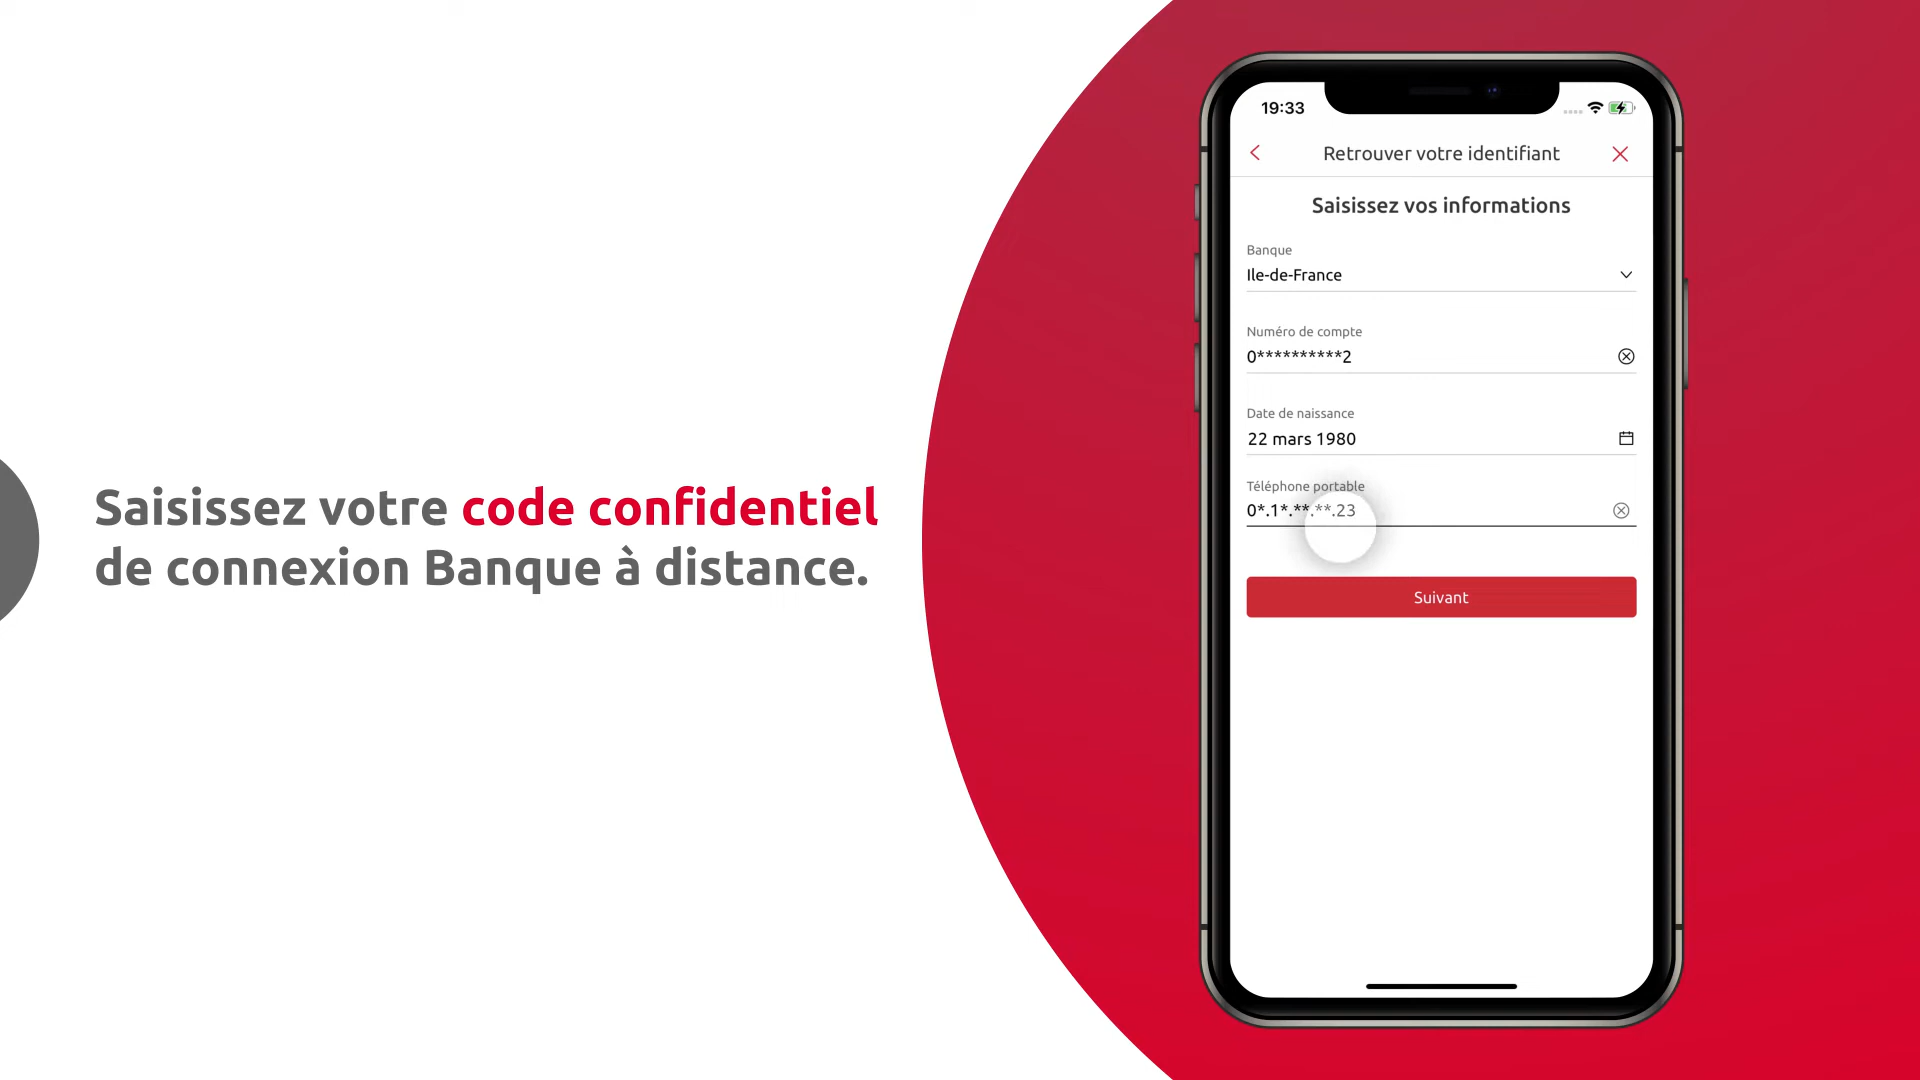 Saisissez votre code confidentiel
de connexion Banque à distance.
19:33
Retrouver votre identifiant
Saisissez vos informations
Banque
Ile-de-France
Numéro de compte
0**********2
Date de naissance
22 mars 1980
Téléphone portable
0*.1*.**.**.23
Suivant